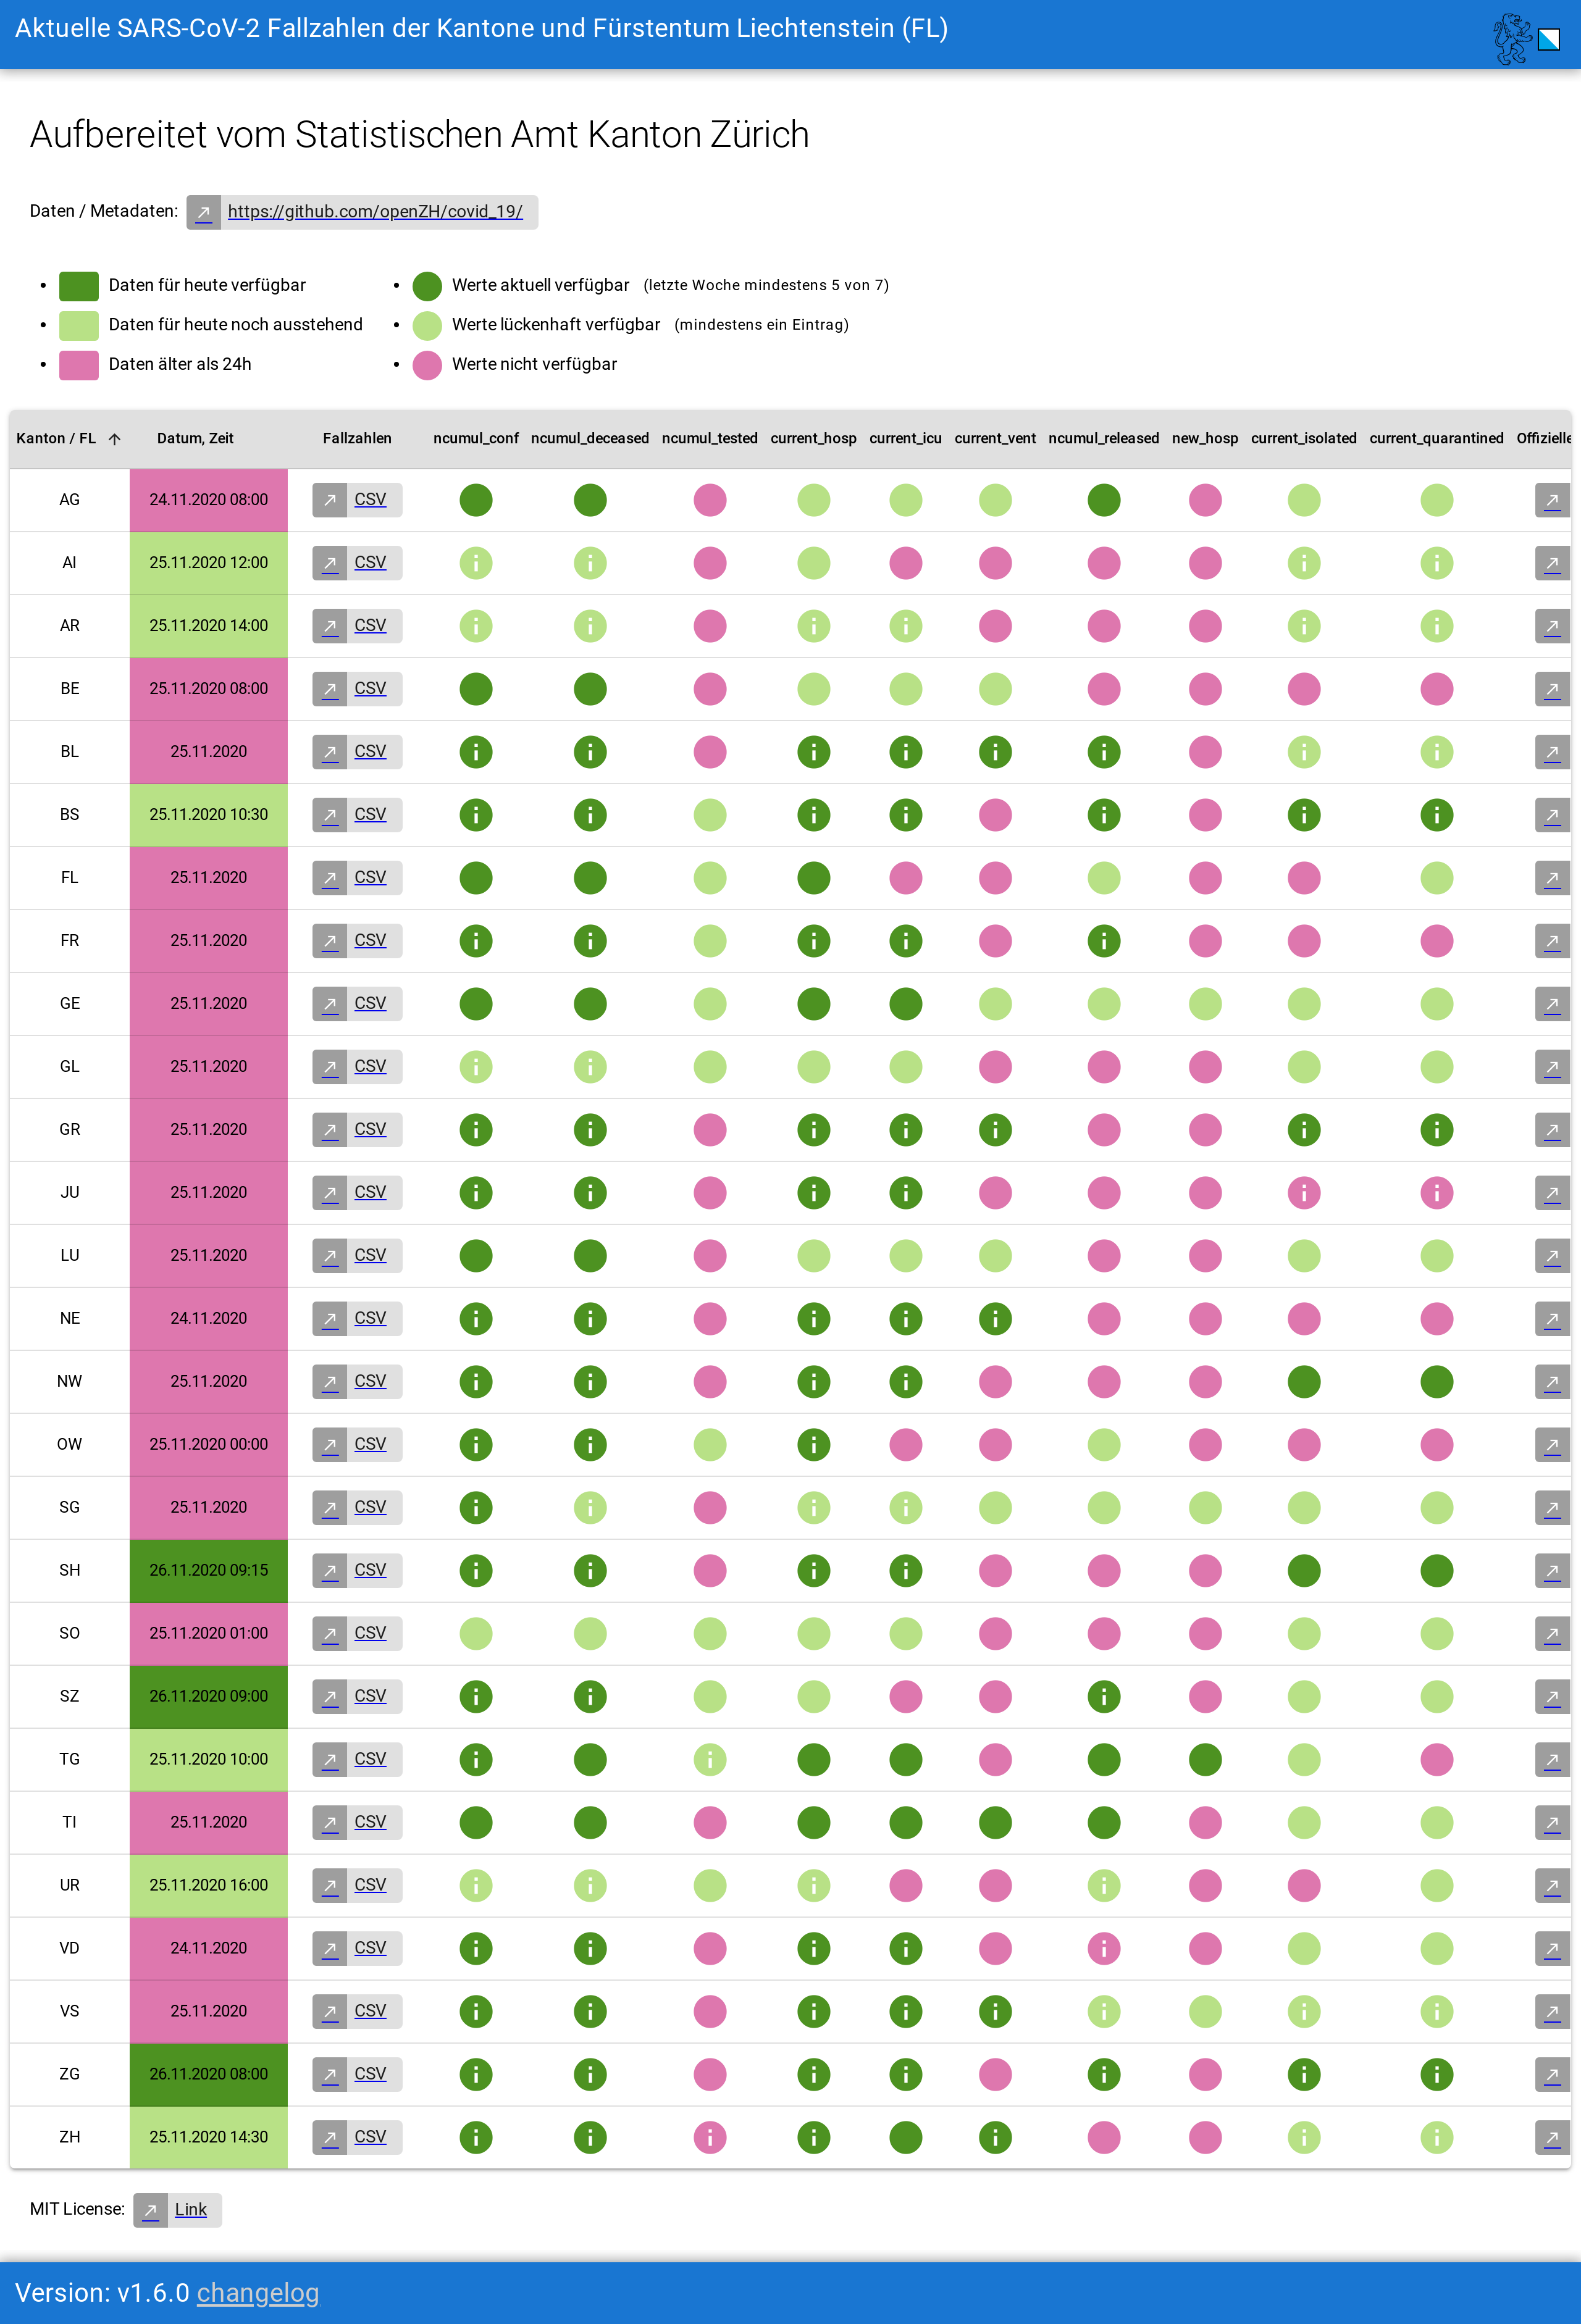 Aktuelle SARS-CoV-2 Fallzahlen der Kantone und Fürstentum Liechtenstein (FL)
Aufbereitet vom Statistischen Amt Kanton Zürich
Daten / Metadaten: https://github.com/openZH/covid_19/
Daten für heute verfügbar
Daten für heute noch ausstehend
Daten älter als 24h
Werte aktuell verfügbar (letzte Woche mindestens 5 von 7)
Werte lückenhaft verfügbar (mindestens ein Eintrag)
Werte nicht verfügbar
Kanton / FL Datum, Zeit Fallzahlen ncumul_conf ncumul_deceased ncumul_tested current_hosp current_icu current_vent ncumul_released new_hosp current_isolated current_quarantined Offizielle
AG 24.11.2020 08:00 CSV
AI 25.11.2020 12:00 CSV
AR 25.11.2020 14:00 CSV
BE 25.11.2020 08:00 CSV
BL 25.11.2020 CSV
BS 25.11.2020 10:30 CSV
FL 25.11.2020 CSV
FR 25.11.2020 CSV
GE 25.11.2020 CSV
GL 25.11.2020 CSV
GR 25.11.2020 CSV
JU 25.11.2020 CSV
LU 25.11.2020 CSV
NE 24.11.2020 CSV
NW 25.11.2020 CSV
OW 25.11.2020 00:00 CSV
SG 25.11.2020 CSV
SH 26.11.2020 09:15 CSV
SO 25.11.2020 01:00 CSV
SZ 26.11.2020 09:00 CSV
TG 25.11.2020 10:00 CSV
TI 25.11.2020 CSV
UR 25.11.2020 16:00 CSV
VD 24.11.2020 CSV
VS 25.11.2020 CSV
ZG 26.11.2020 08:00 CSV
ZH 25.11.2020 14:30 CSV
MIT License: Link
Version: v1.6.0 changelog